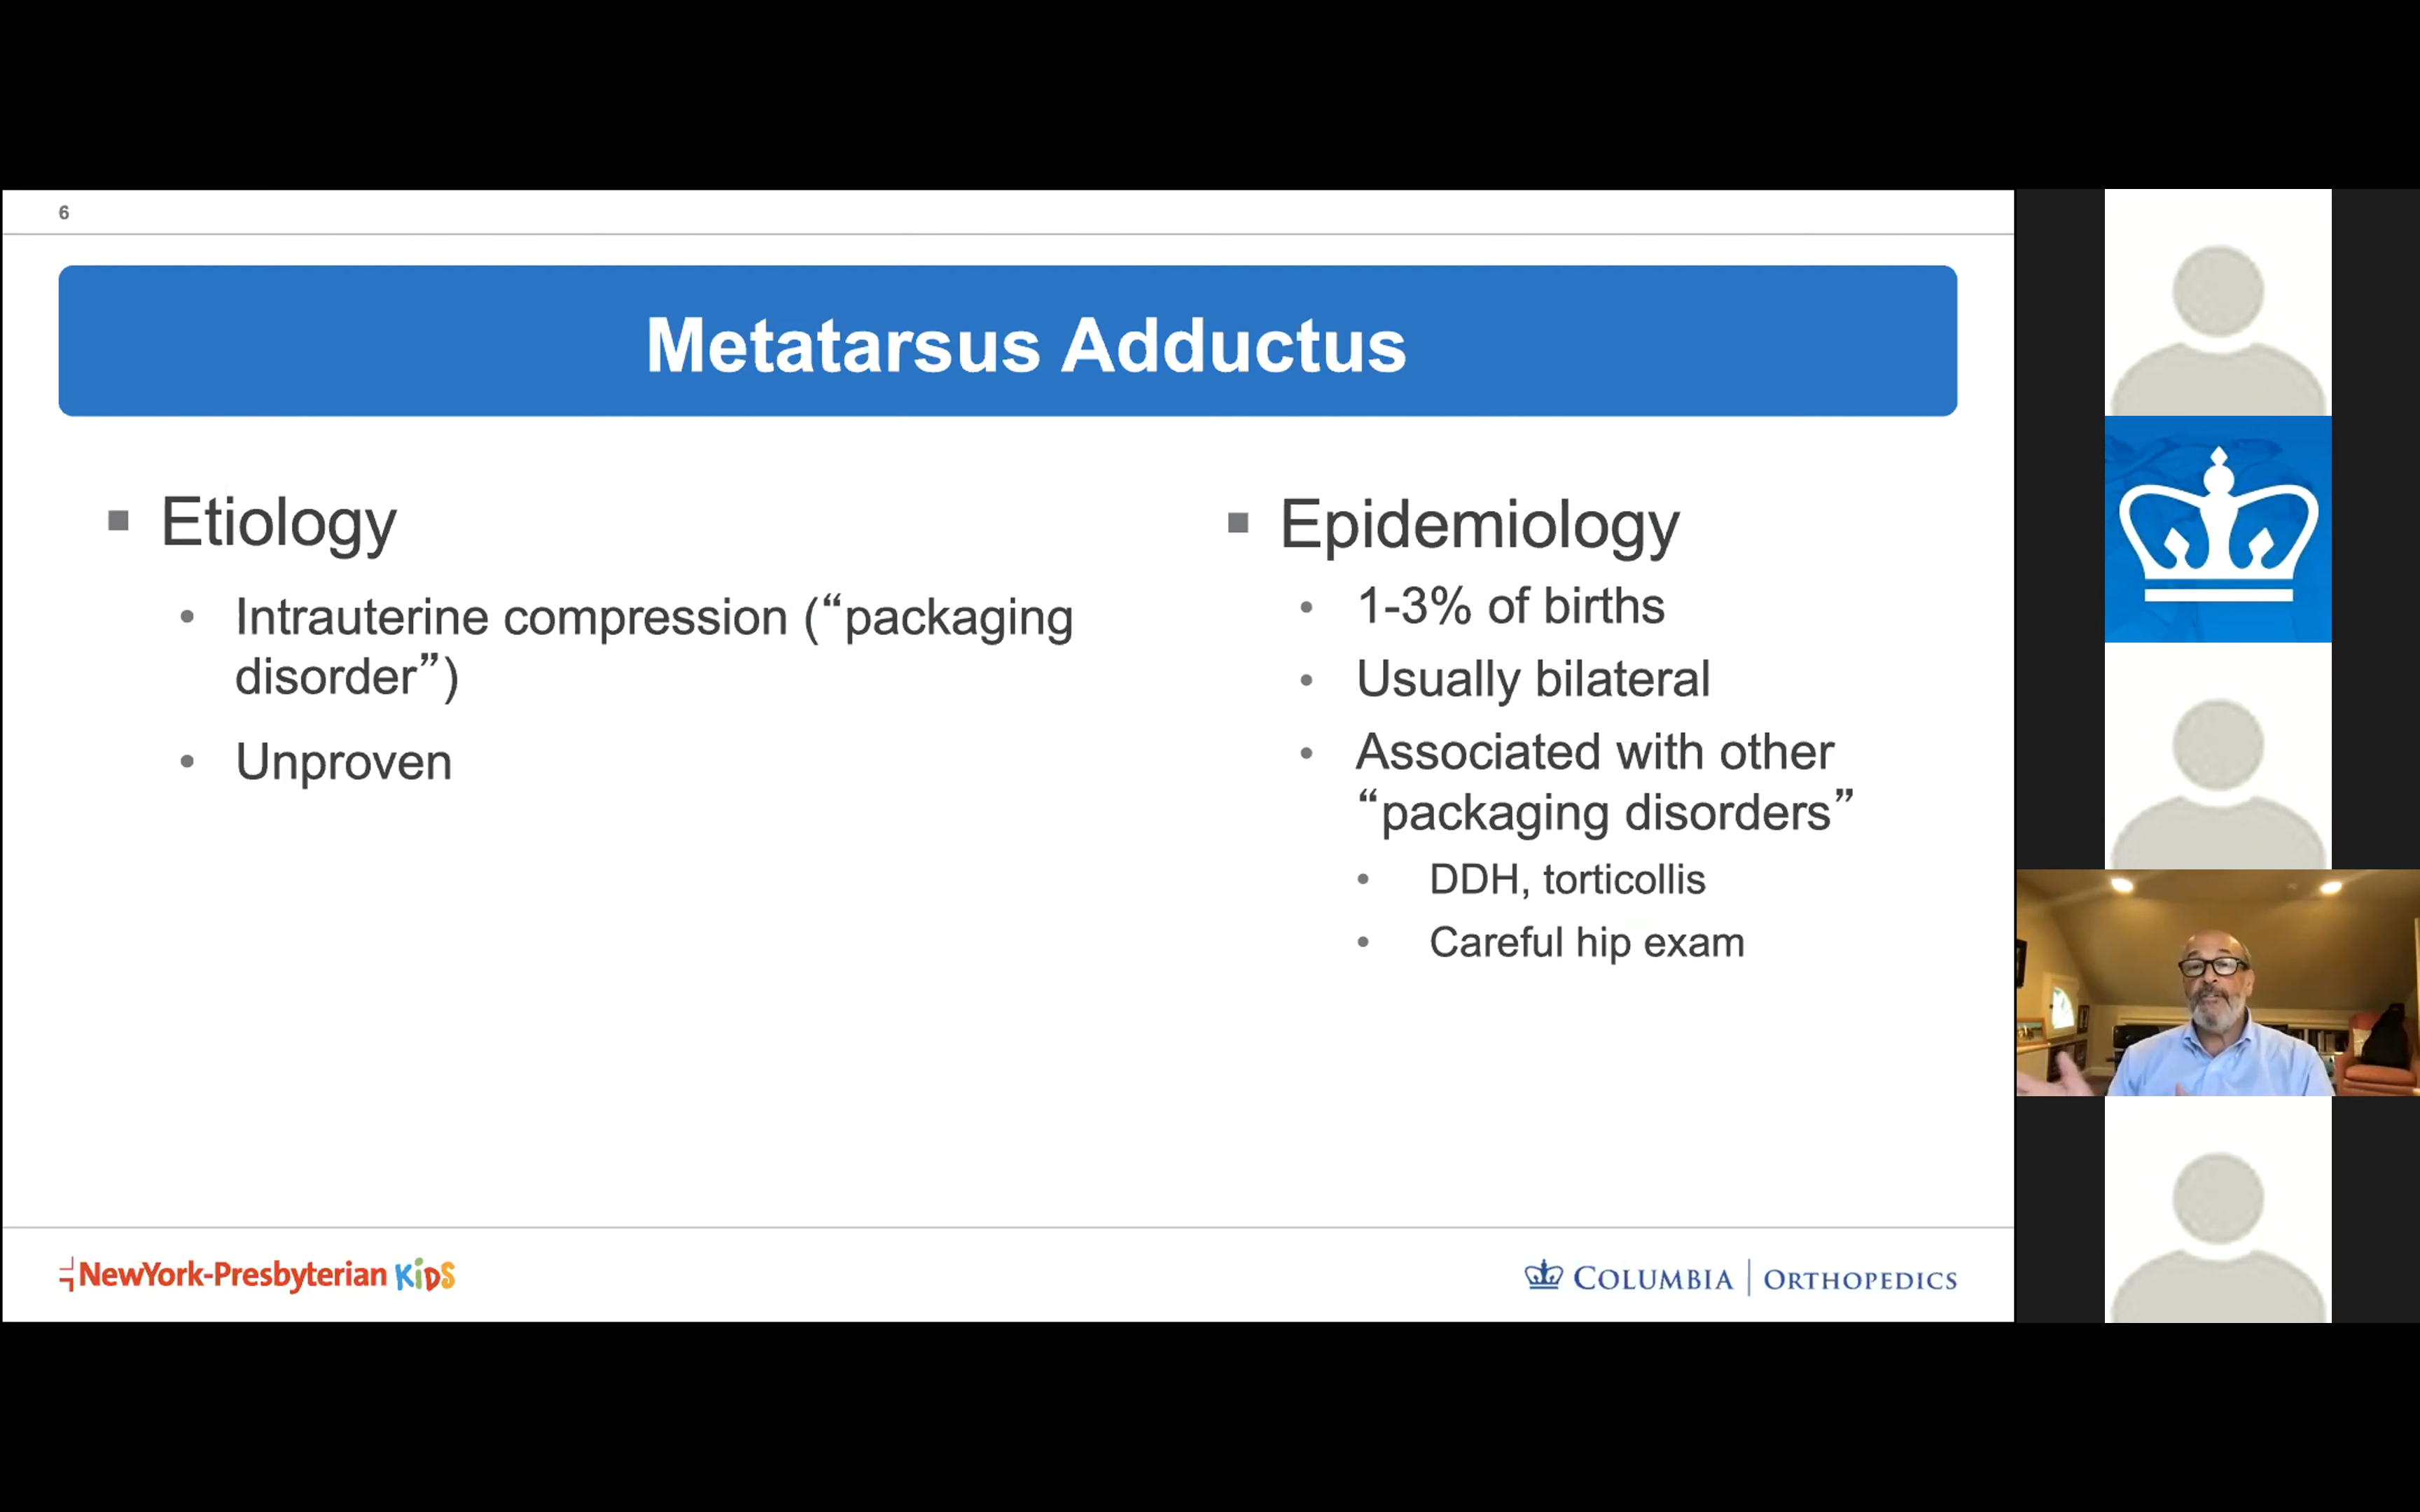 6
Metatarsus Adductus
Etiology
Intrauterine compression (“packaging
disorder”)
Unproven
Epidemiology
1-3% of births
Usually bilateral
Associated with other
“packaging disorders”
DDH, torticollis
Careful hip exam
NewYork-Presbyterian KiDS
COLUMBIA | ORTHOPEDICS